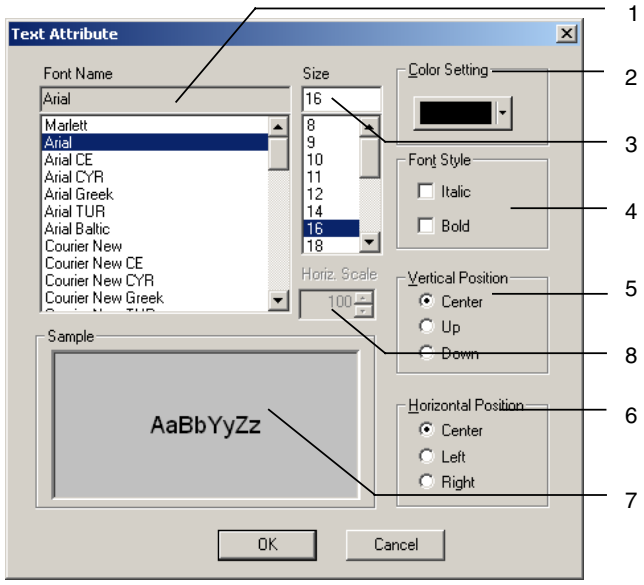 Text Attribute
1
Font Name
Arial
Marlett
Arial
Arial CE
Arial CYR
Arial Greek
Arial TUR
Arial Baltic
Courier New
Courier New CE
Courier New CYR
Courier New Greek
Courier New TUR
Size
16
8
9
10
11
12
14
16
18
Horiz. Scale
100
Color Setting
2
3
Font Style
Italic
Bold
4
Vertical Position
Center
Up
Down
5
8
Horizontal Position
Center
Left
Right
6
Sample
AaBbYyZz
7
OK
Cancel